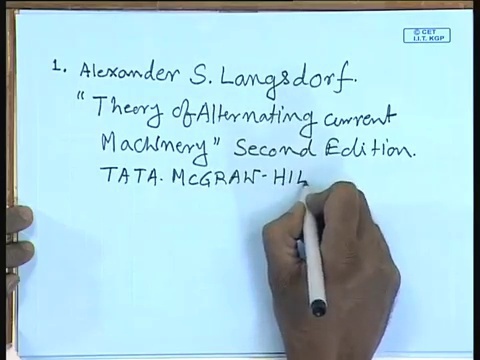 © CET
I.I.T. KGP
1. Alexander S. Langsdorf.
"Theory of Alternating current
Machinery" Second Edition.
TATA. McGRAW-HIL